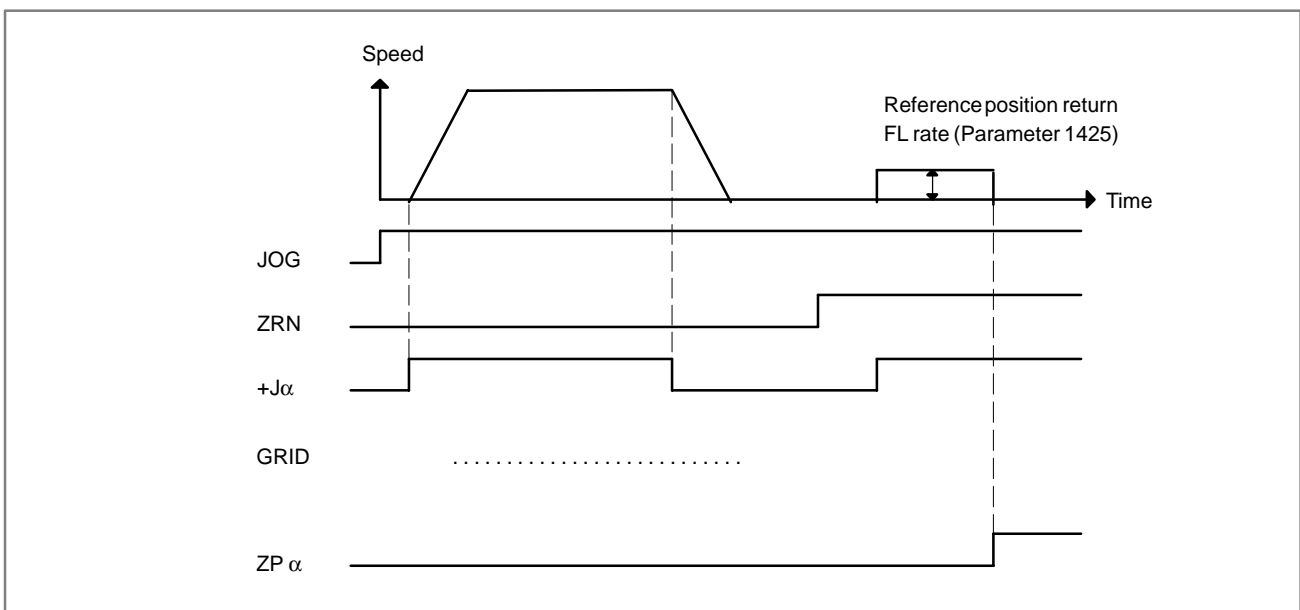 Speed
Reference position return
FL rate (Parameter 1425)
Time
JOG
ZRN
+Jα
GRID
ZP α